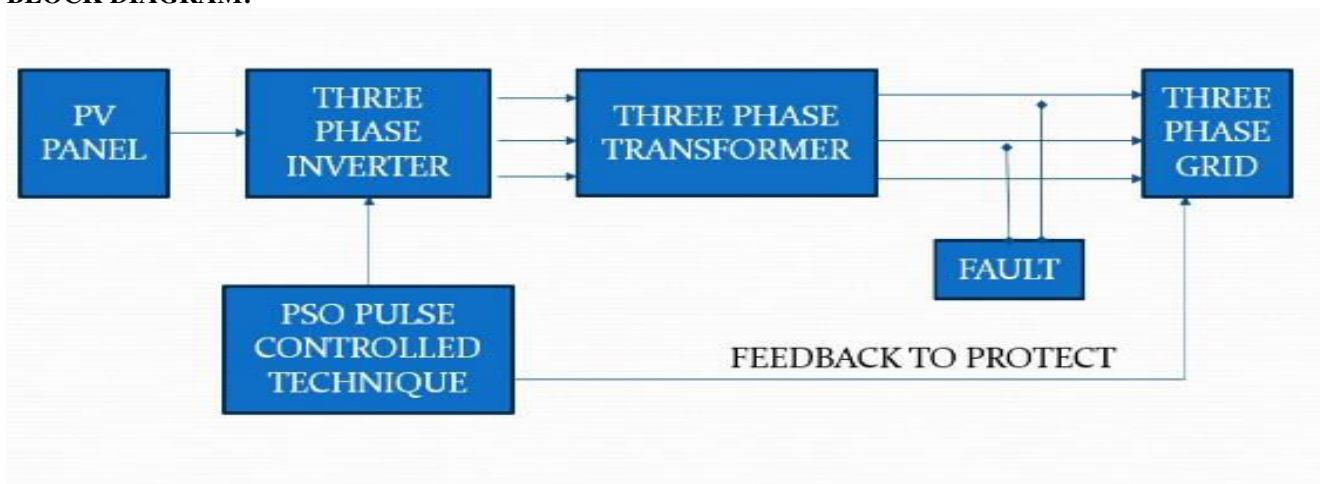 BLOCK DIAGRAM:
PV
PANEL
THREE
PHASE
INVERTER
THREE PHASE
TRANSFORMER
THREE
PHASE
GRID
FAULT
PSO PULSE
CONTROLLED
TECHNIQUE
FEEDBACK TO PROTECT